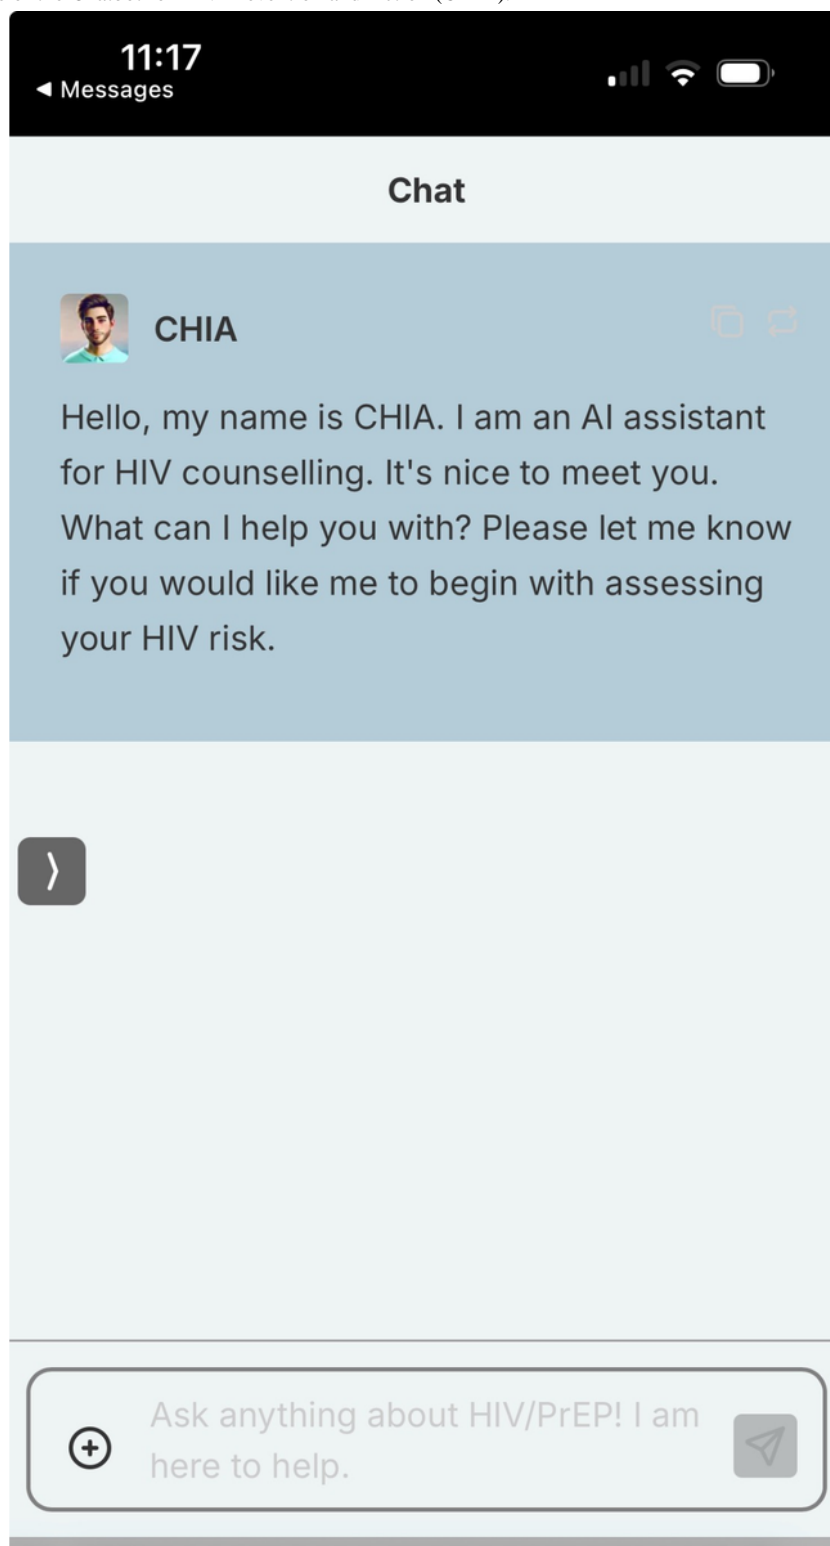 11:17
◀ Messages
Chat
CHIA
Hello, my name is CHIA. I am an AI assistant
for HIV counselling. It's nice to meet you.
What can I help you with? Please let me know
if you would like me to begin with assessing
your HIV risk.
Ask anything about HIV/PrEP! I am
here to help.